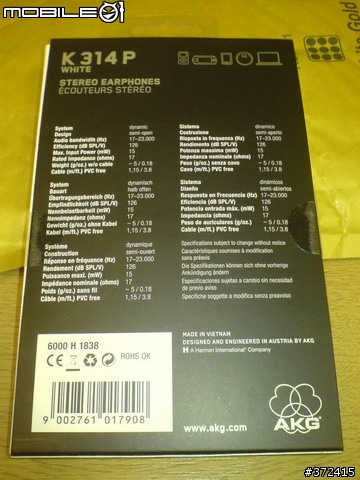 MOBILE01
K 314 P
WHITE
STEREO EARPHONES
ÉCOUTEURS STÉRÉO
System dynamic
Design semi-open
Audio bandwidth (Hz) 17–23.000
Efficiency (dB SPL/V) 126
Max. Input Power (mW) 15
Rated Impedance (ohms) 17
Weight (g/oz.) w/o cable ~ 5 / 0.18
Cable (m/ft.) PVC free 1,15 / 3.8
System dynamisch
Bauart halb offen
Übertragungsbereich (Hz) 17–23.000
Empfindlichkeit (dB SPL/V) 126
Nennbelastbarkeit (mW) 15
Nennimpedanz (ohms) 17
Gewicht (g/oz) ohne Kabel ~ 5 / 0.18
Kabel (m/ft.) PVC free 1,15 / 3.8
Système dynamique
Construction semi-ouvert
Réponse en fréquence (Hz) 17–23.000
Rendement (dB SPL/V) 126
Puissance maxi. (mW) 15
Impédance nominale (ohms) 17
Poids (g/oz) sans fil ~ 5 / 0.18
Câble (m/ft.) PVC free 1,15 / 3.8
Sistema dinamico
Costruzione semi-aperto
Risposta in frequenza (Hz) 17–23.000
Rendimento (dB SPL/V) 126
Potenza massima (mW) 15
Impedanza nominale (ohms) 17
Peso (g/oz) senza cavo ~ 5 / 0.18
Cavo (m/ft.) PVC free 1,15 / 3.8
Sistema dinámico
Diseño semi-abiertos
Respuesta en Frecuencia (Hz) 17–23.000
Eficiencia (dB SPL/V) 126
Potencia entrada máx. (mW) 15
Impedancia (ohms) 17
Peso de auriculares (g/oz) ~ 5 / 0.18
Cable (m/ft.) PVC free 1,15 / 3.8
Specifications subject to change without notice
Caractéristiques soumises à modification
sans préavis
Die Spezifikationen können sich ohne vorherige
Ankündigung ändern
Especificaciones sujetas a cambio sin necesidad
de previo aviso
Specifiche soggette a modifica senza preavviso
6000 H 1838
CE
ROHS OK
9 002761 017908
MADE IN VIETNAM
DESIGNED AND ENGINEERED IN AUSTRIA BY AKG
A Harman International® Company
www.akg.com
AKG
#372415